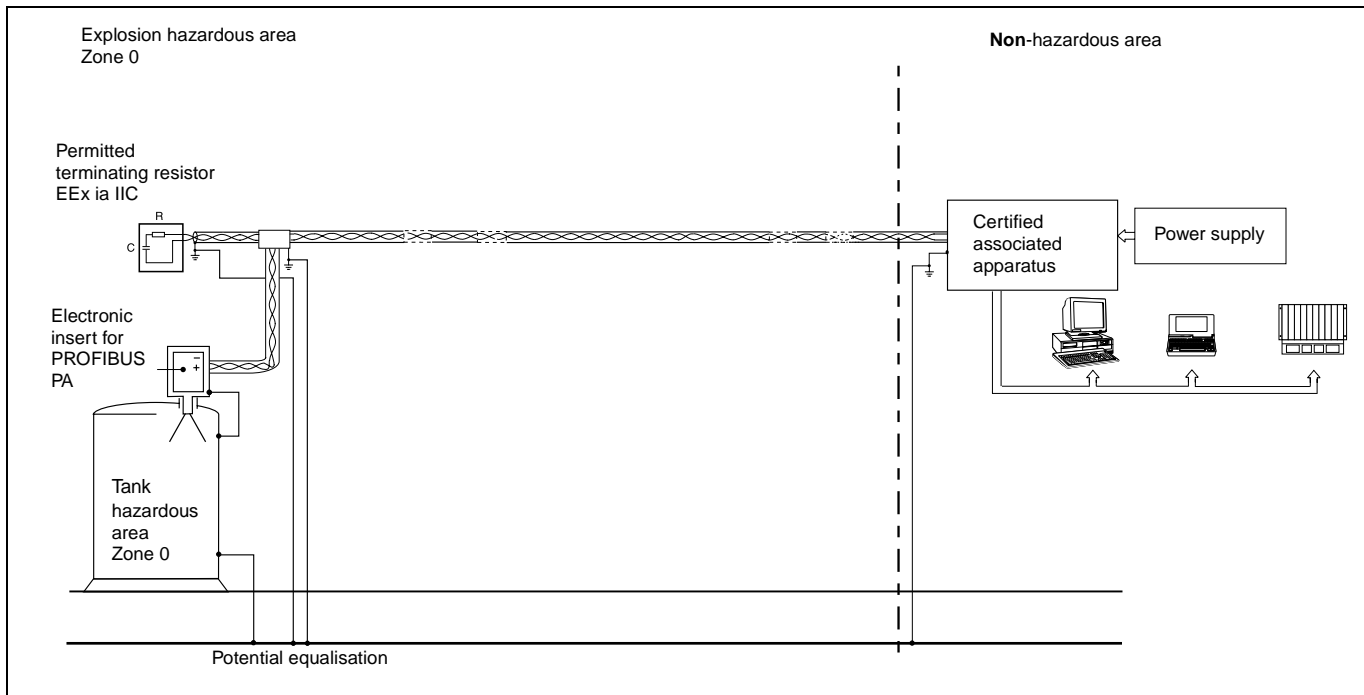 Explosion hazardous area
Zone 0
Non-hazardous area
Permitted
terminating resistor
EEx ia IIC
R
C
Certified
associated
apparatus
Power supply
Electronic
insert for
PROFIBUS
PA
−
+
Tank
hazardous
area
Zone 0
Potential equalisation